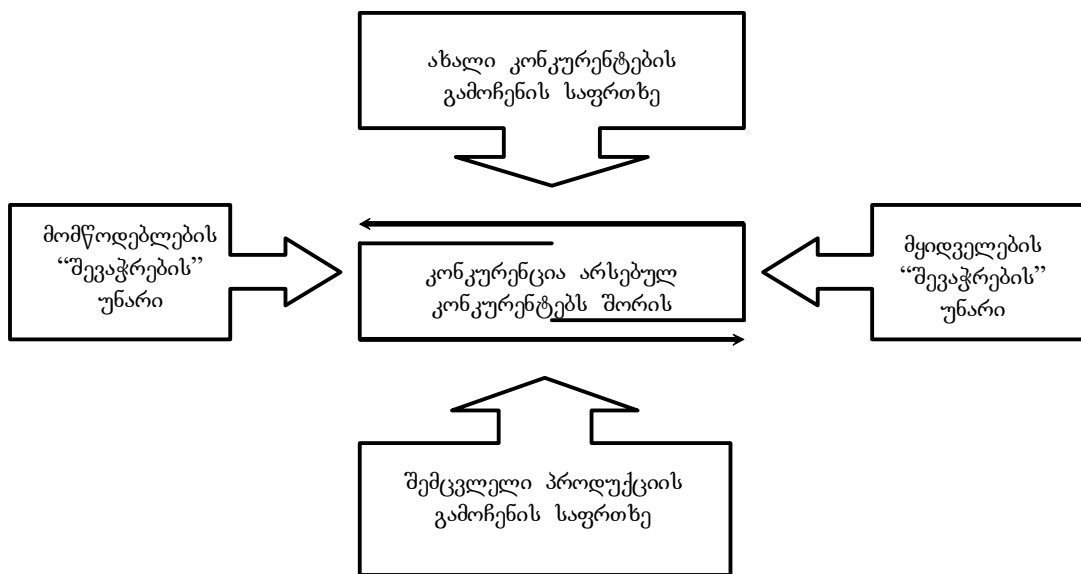 ახალი კონკურენტების
გამოჩენის საფრთხე
მომწოდებლების
“შევაჭრების”
უნარი
კონკურენცია არსებულ
კონკურენტებს შორის
მყიდველების
“შევაჭრების”
უნარი
შემცვლელი პროდუქციის
გამოჩენის საფრთხე